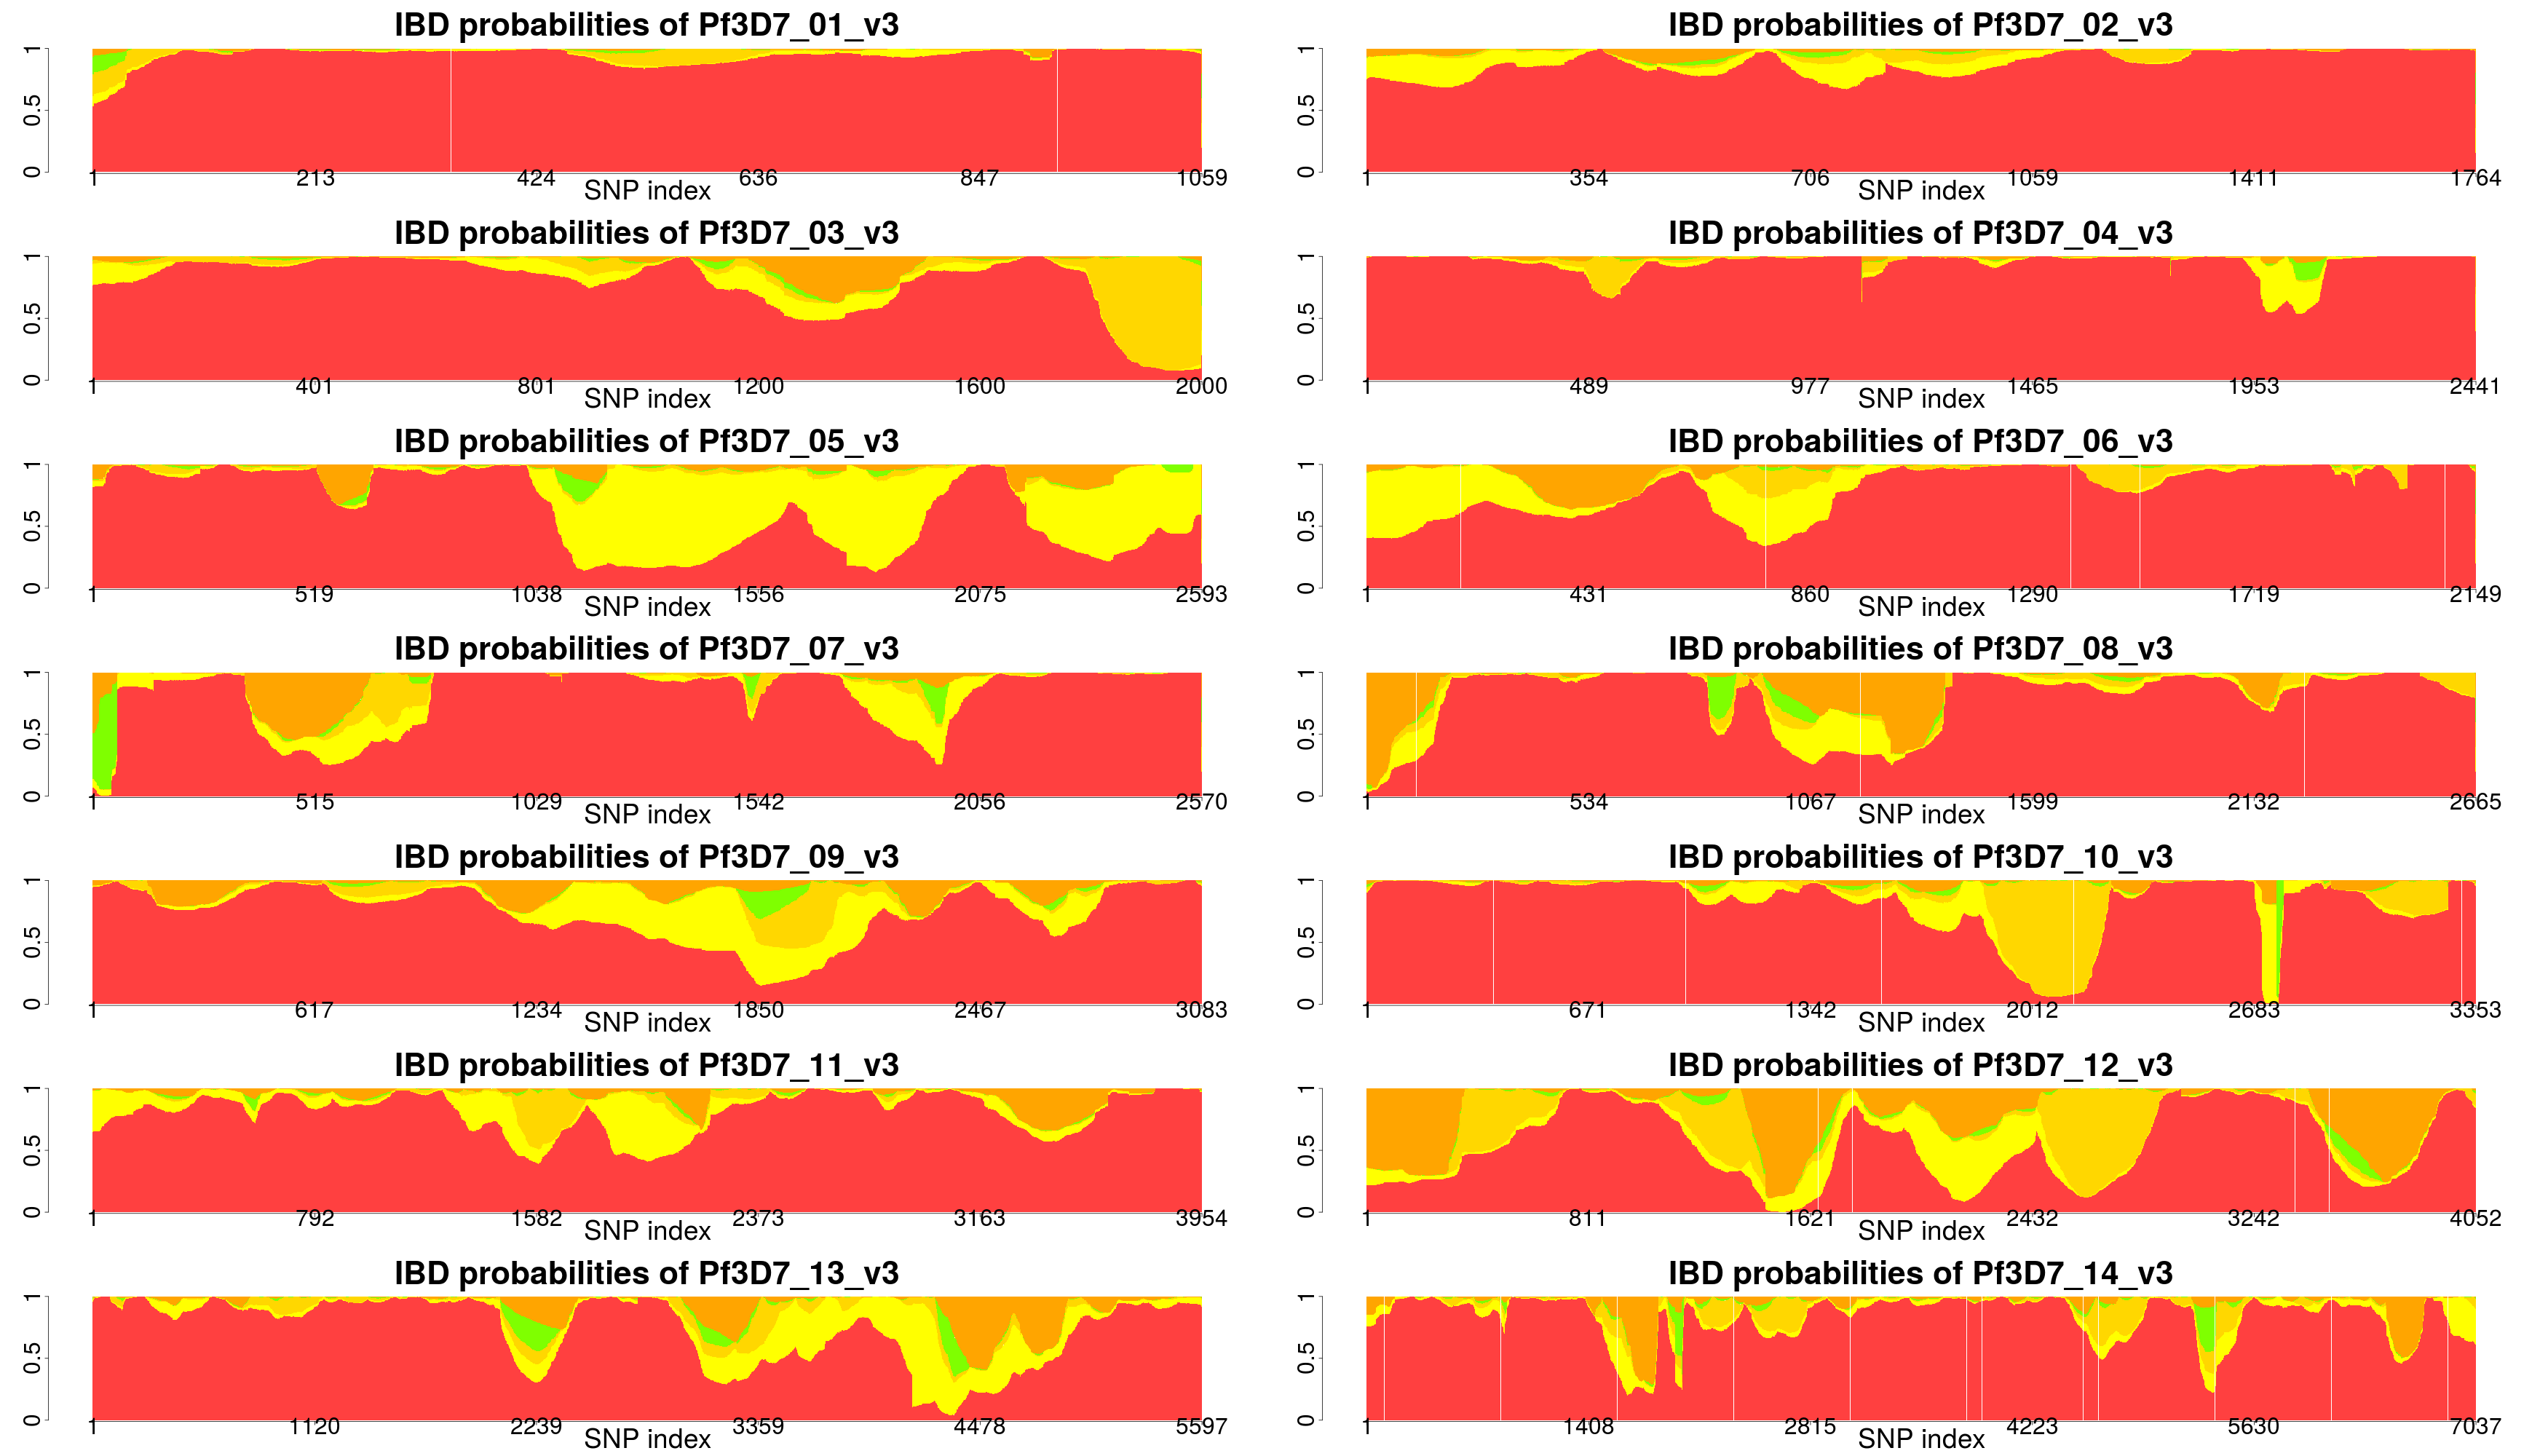 IBD probabilities of Pf3D7_01_v3
0 0.5 1
1 213 424 636 847 1059
SNP index
IBD probabilities of Pf3D7_02_v3
0 0.5 1
1 354 706 1059 1411 1764
SNP index
IBD probabilities of Pf3D7_03_v3
0 0.5 1
1 401 801 1200 1600 2000
SNP index
IBD probabilities of Pf3D7_04_v3
0 0.5 1
1 489 977 1465 1953 2441
SNP index
IBD probabilities of Pf3D7_05_v3
0 0.5 1
1 519 1038 1556 2075 2593
SNP index
IBD probabilities of Pf3D7_06_v3
0 0.5 1
1 431 860 1290 1719 2149
SNP index
IBD probabilities of Pf3D7_07_v3
0 0.5 1
1 515 1029 1542 2056 2570
SNP index
IBD probabilities of Pf3D7_08_v3
0 0.5 1
1 534 1067 1599 2132 2665
SNP index
IBD probabilities of Pf3D7_09_v3
0 0.5 1
1 617 1234 1850 2467 3083
SNP index
IBD probabilities of Pf3D7_10_v3
0 0.5 1
1 671 1342 2012 2683 3353
SNP index
IBD probabilities of Pf3D7_11_v3
0 0.5 1
1 792 1582 2373 3163 3954
SNP index
IBD probabilities of Pf3D7_12_v3
0 0.5 1
1 811 1621 2432 3242 4052
SNP index
IBD probabilities of Pf3D7_13_v3
0 0.5 1
1 1120 2239 3359 4478 5597
SNP index
IBD probabilities of Pf3D7_14_v3
0 0.5 1
1 1408 2815 4223 5630 7037
SNP index